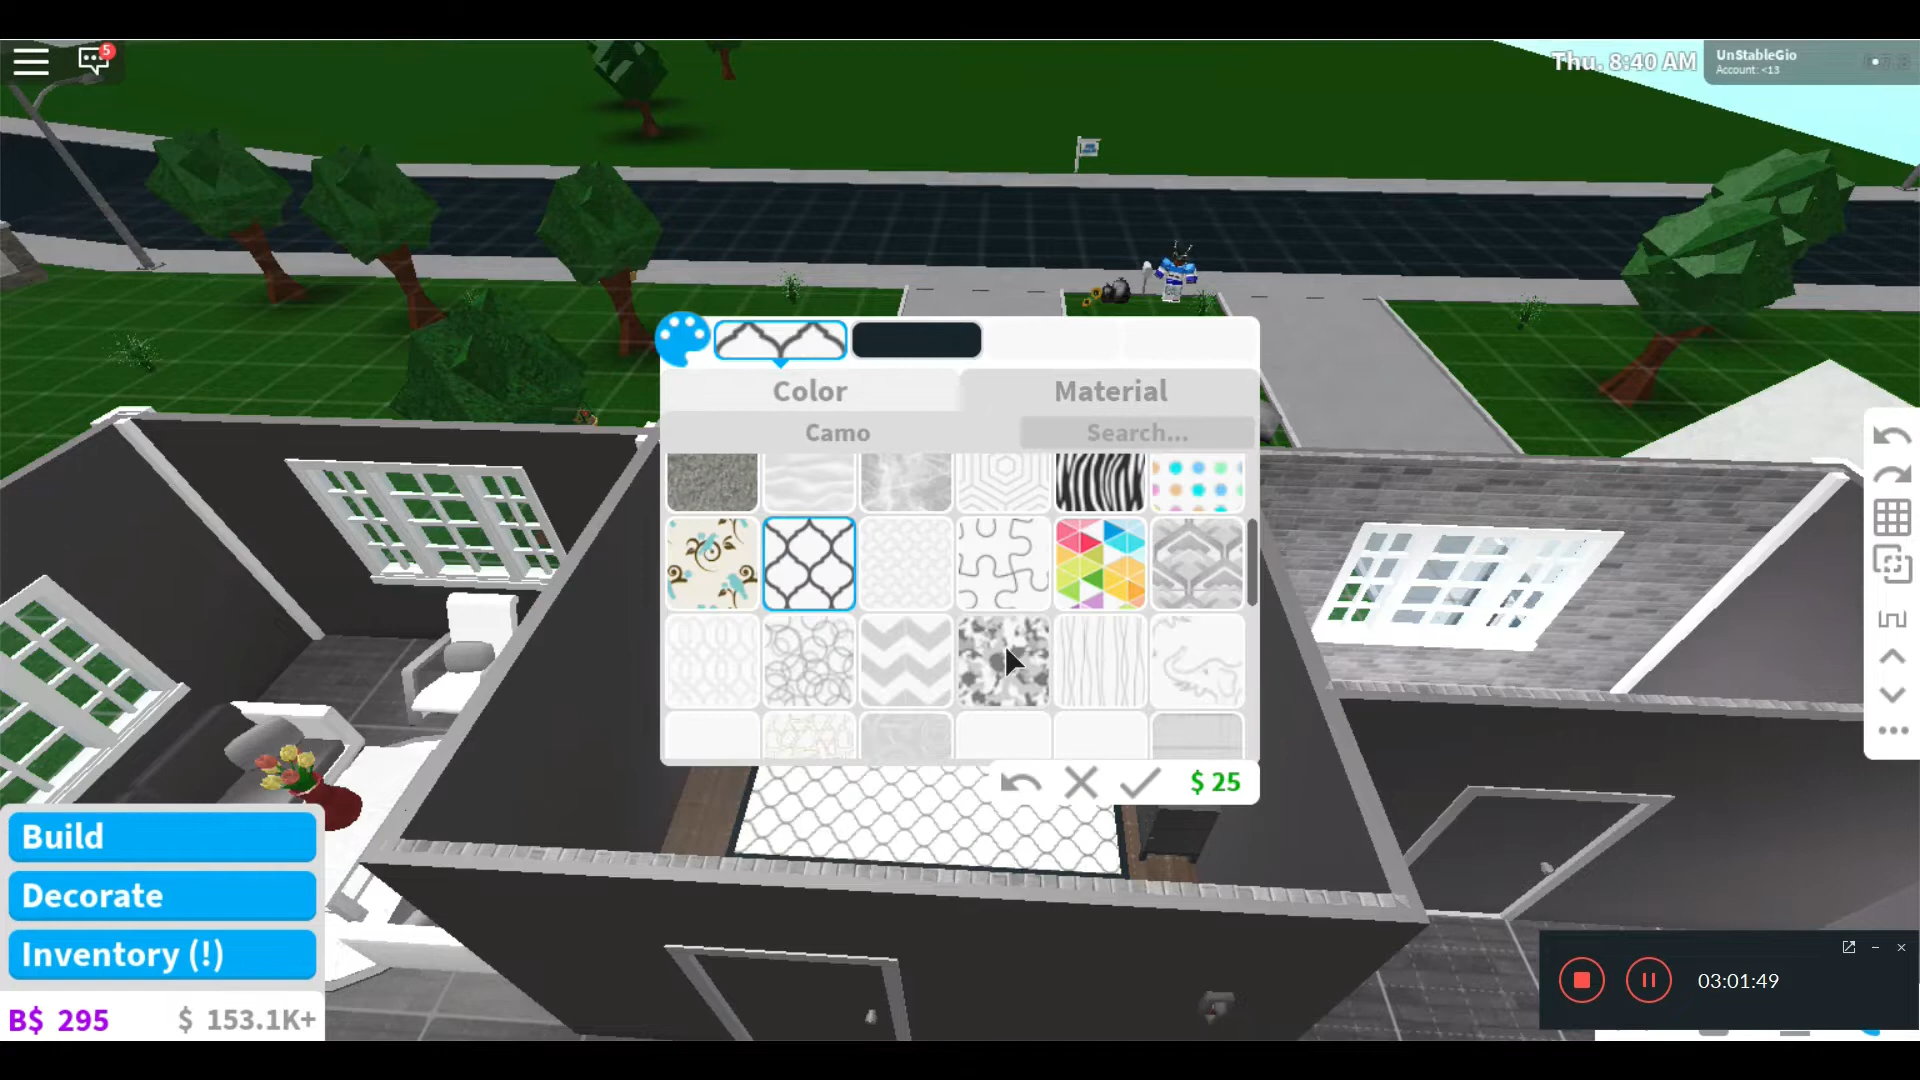 5
Thu. 8:40 AM
UnStableGio
Account: <13
Color
Material
Camo
Search...
$ 25
Build
Decorate
Inventory (!)
B$ 295
$ 153.1K+
03:01:49